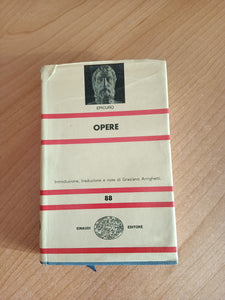 EPICURO
OPERE
Introduzione, traduzione e note di Graziano Arrighetti.
88
EINAUDI EDITORE